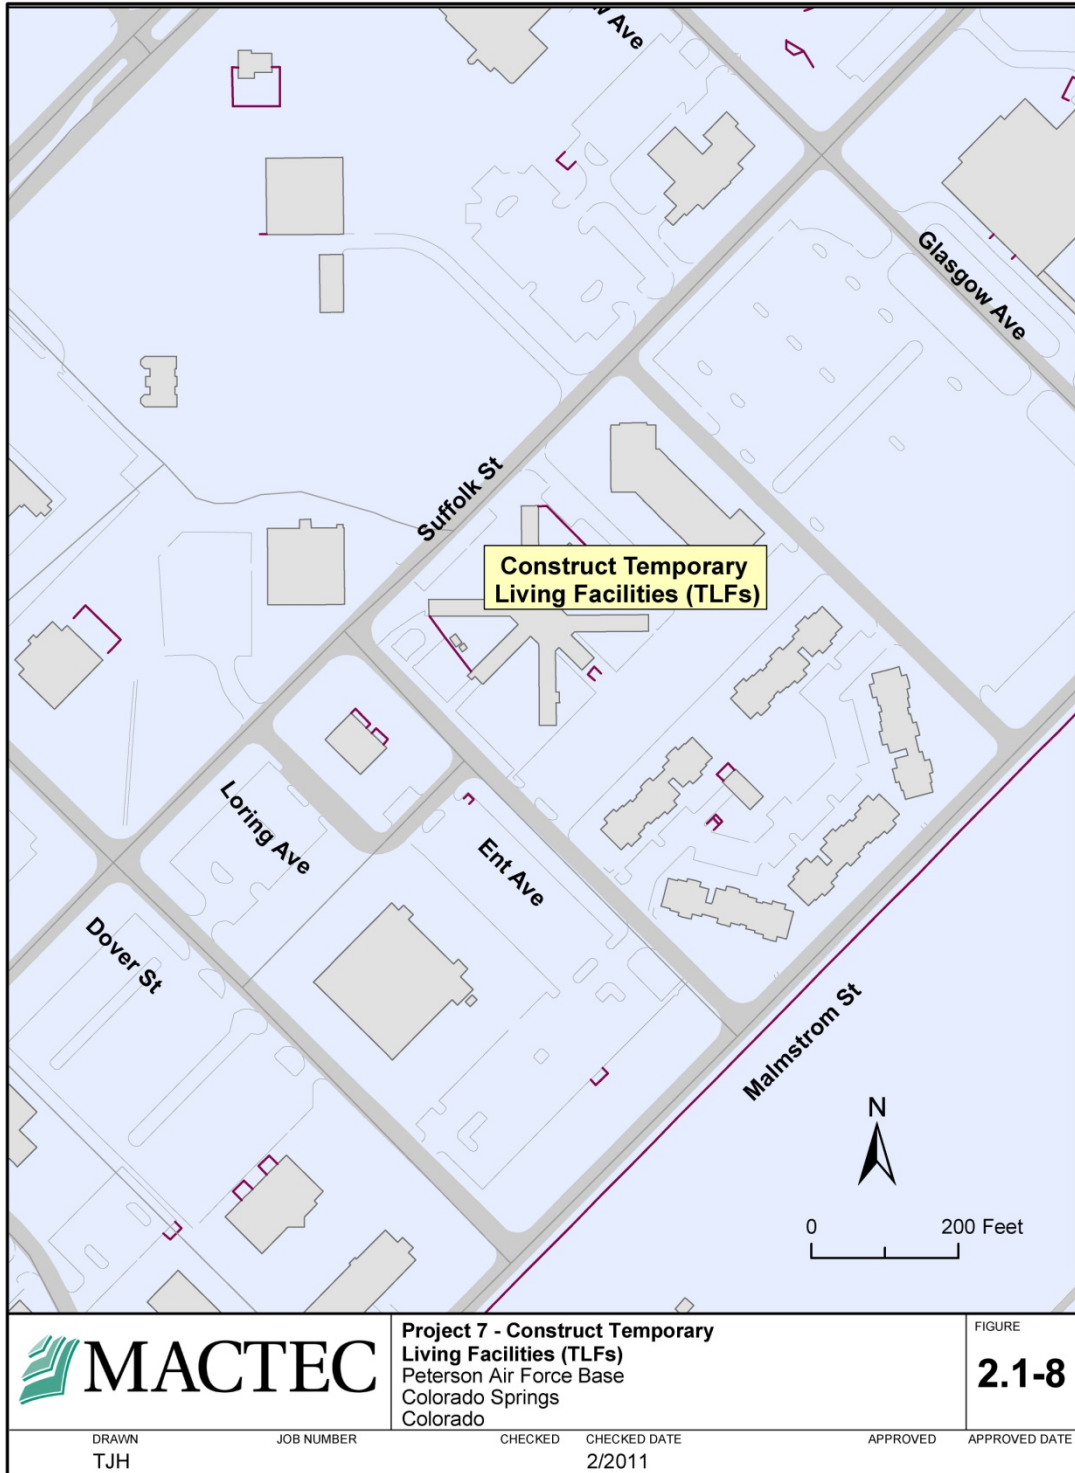 w Ave
Glasgow Ave
Suffolk St
Construct Temporary
Living Facilities (TLFs)
Loring Ave
Ent Ave
Dover St
Malmstrom St
N
0 200 Feet
MACTEC
Project 7 - Construct Temporary
Living Facilities (TLFs)
Peterson Air Force Base
Colorado Springs
Colorado
FIGURE
2.1-8
DRAWN JOB NUMBER CHECKED CHECKED DATE APPROVED APPROVED DATE
TJH 2/2011